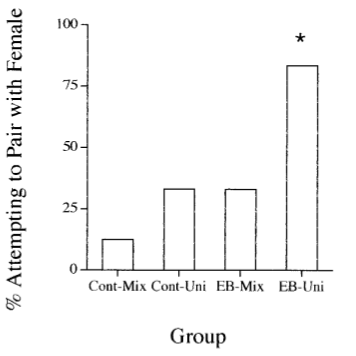 % Attempting to Pair with Female
100
*
75
50
25
0
Cont-Mix Cont-Uni EB-Mix EB-Uni
Group